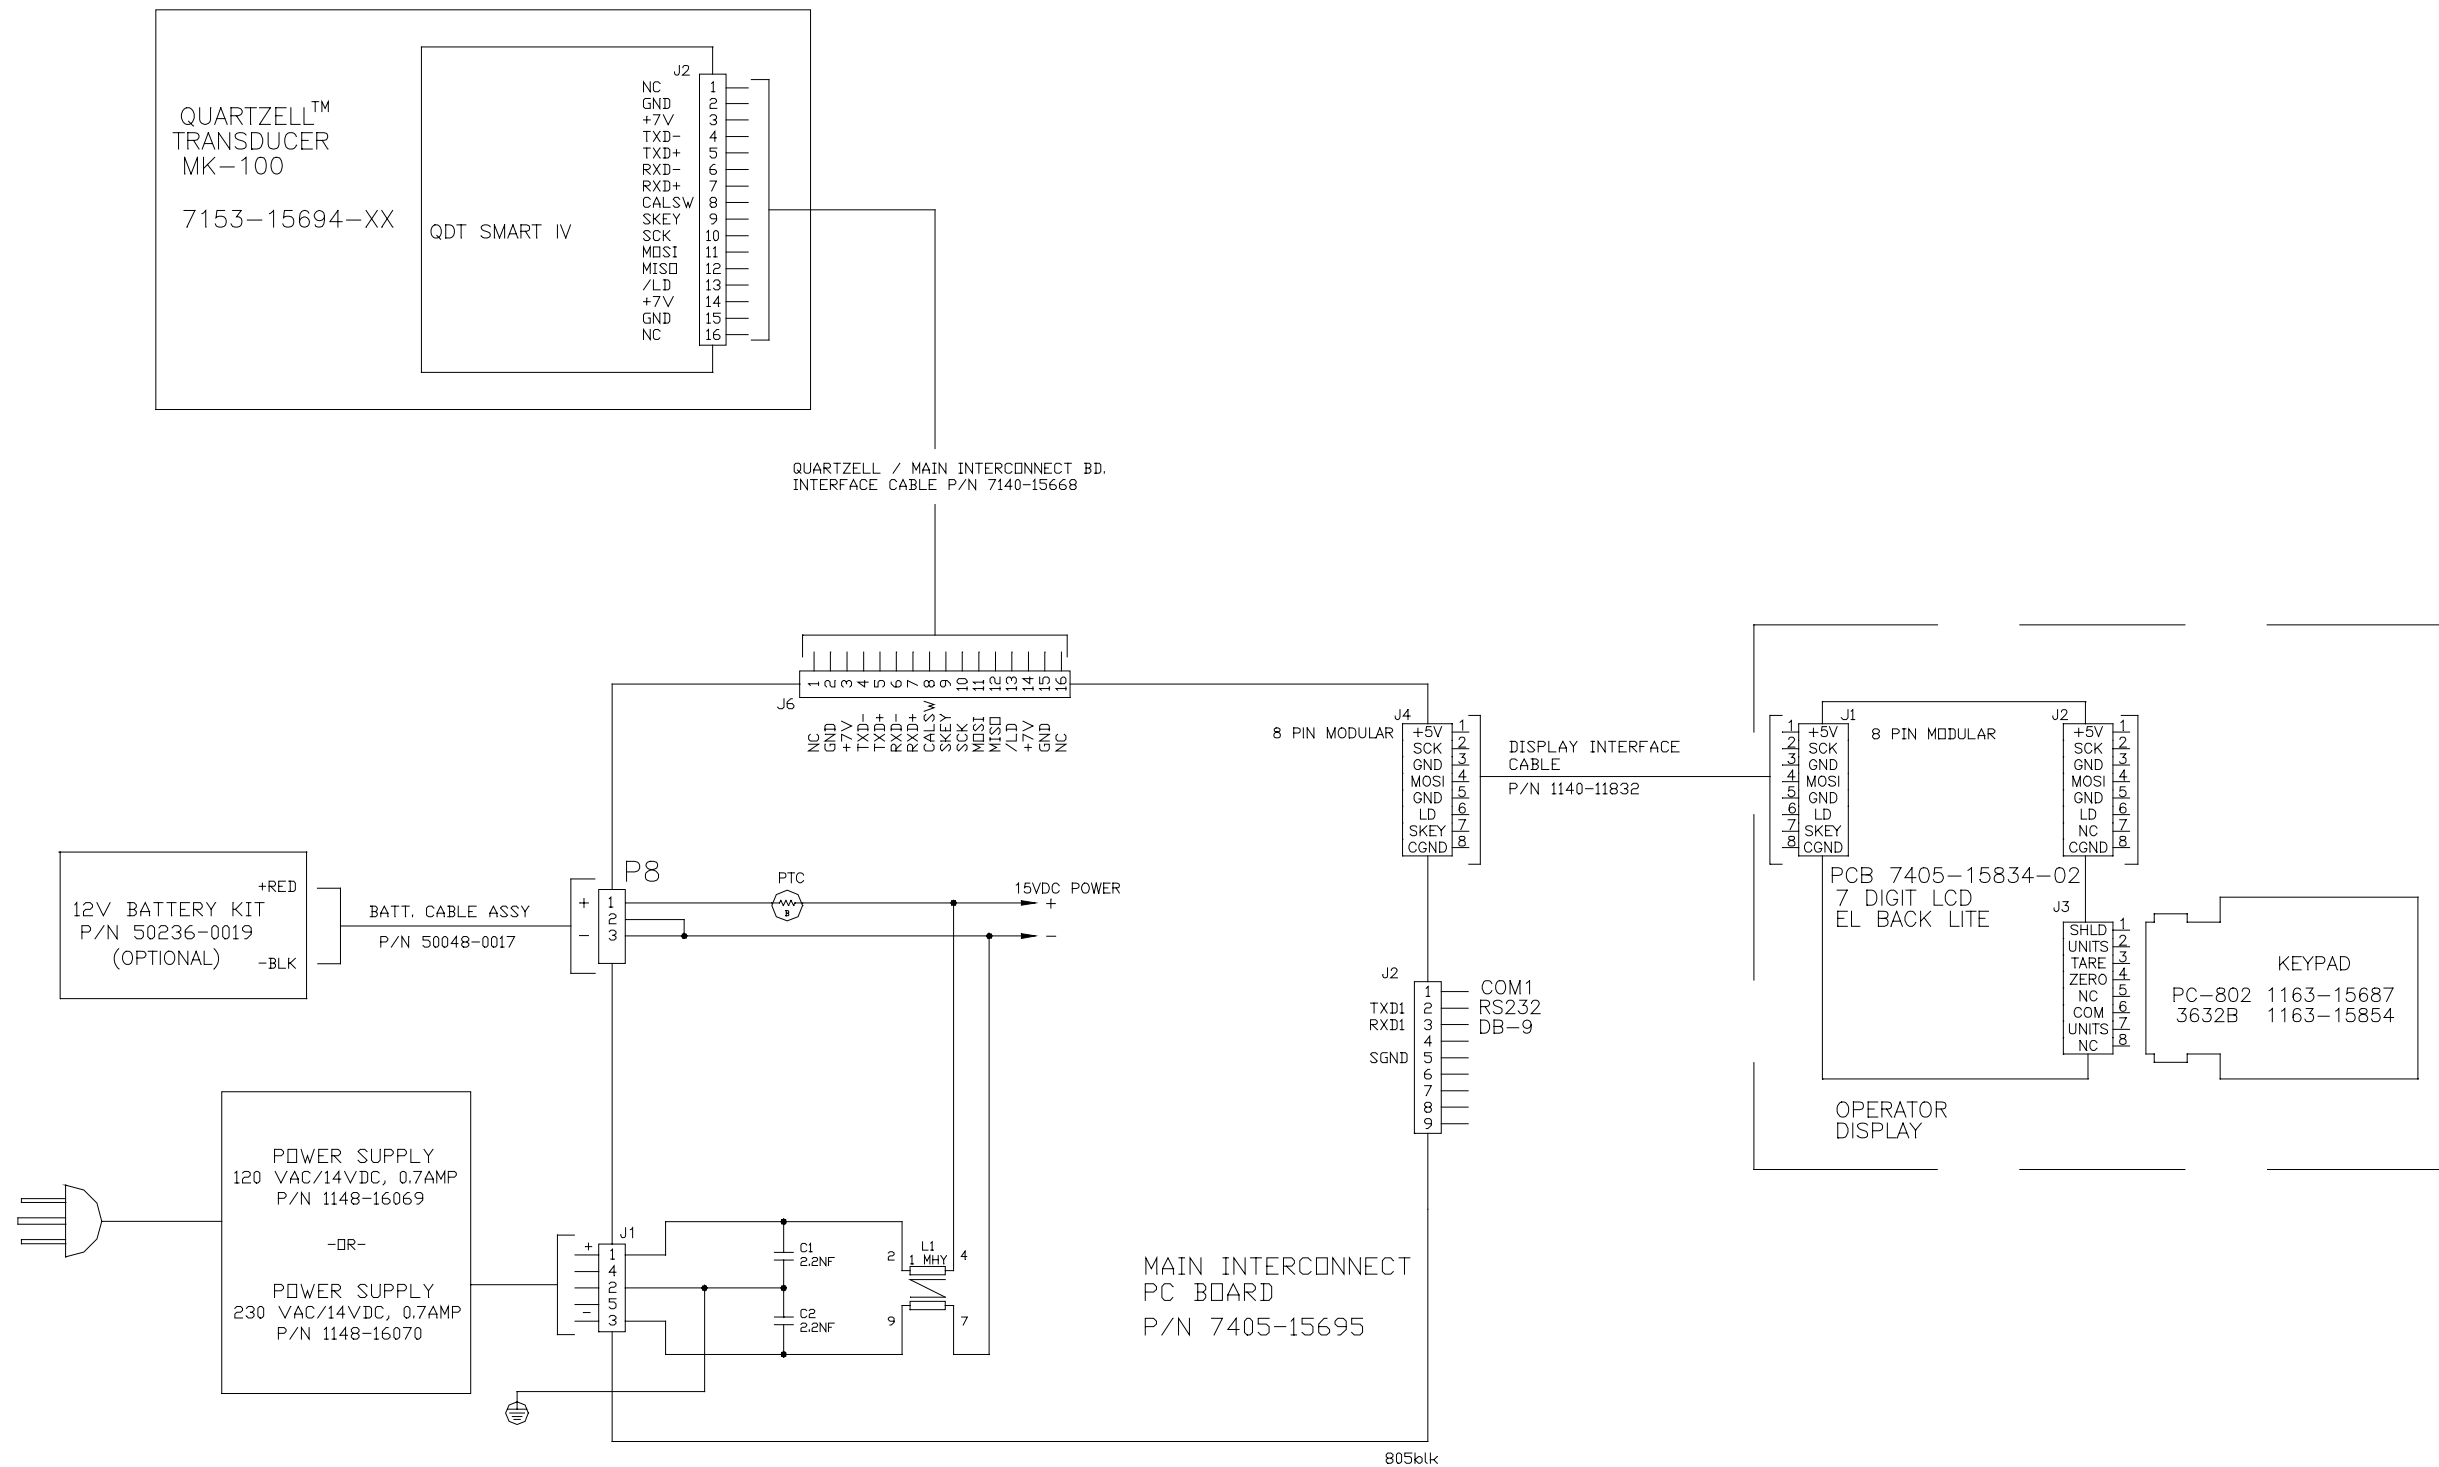 QUARTZELL™
TRANSDUCER
MK-100
7153-15694-XX
QDT SMART IV
J2
NC 1
GND 2
+7V 3
TXD- 4
TXD+ 5
RXD- 6
RXD+ 7
CALSW 8
SKEY 9
SCK 10
MOSI 11
MISO 12
/LD 13
+7V 14
GND 15
NC 16
QUARTZELL / MAIN INTERCONNECT BD.
INTERFACE CABLE P/N 7140-15668
J6
1 2 3 4 5 6 7 8 9 10 11 12 13 14 15 16
NC GND +7V TXD- TXD+ RXD- RXD+ CALSW SKEY SCK MOSI MISO /LD +7V GND NC
12V BATTERY KIT
P/N 50236-0019
(OPTIONAL)
+RED
-BLK
BATT. CABLE ASSY
P/N 50048-0017
P8
+ 1
2
- 3
PTC
B
15VDC POWER
+
-
POWER SUPPLY
120 VAC/14VDC, 0.7AMP
P/N 1148-16069
-OR-
POWER SUPPLY
230 VAC/14VDC, 0.7AMP
P/N 1148-16070
J1
+ 1
4
2
5
- 3
C1
2.2NF
C2
2.2NF
L1
1 MHY
2 4
9 7
MAIN INTERCONNECT
PC BOARD
P/N 7405-15695
8 PIN MODULAR
J4
+5V 1
SCK 2
GND 3
MOSI 4
GND 5
LD 6
SKEY 7
CGND 8
DISPLAY INTERFACE
CABLE
P/N 1140-11832
J2
1
TXD1 2
RXD1 3
4
SGND 5
6
7
8
9
COM1
RS232
DB-9
J1
8 PIN MODULAR
1 +5V
2 SCK
3 GND
4 MOSI
5 GND
6 LD
7 SKEY
8 CGND
J2
+5V 1
SCK 2
GND 3
MOSI 4
GND 5
LD 6
NC 7
CGND 8
PCB 7405-15834-02
7 DIGIT LCD
EL BACK LITE
J3
SHLD 1
UNITS 2
TARE 3
ZERO 4
NC 5
COM 6
UNITS 7
NC 8
KEYPAD
PC-802 1163-15687
3632B 1163-15854
OPERATOR
DISPLAY
805blk